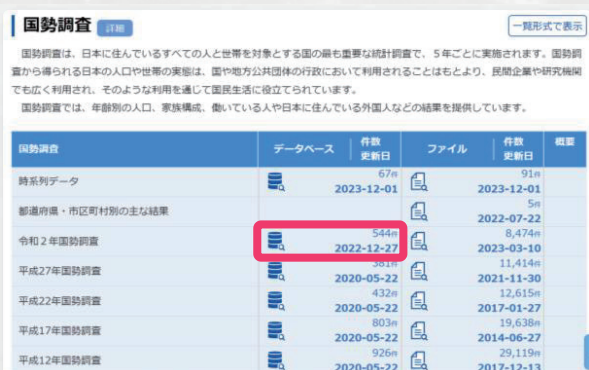 国勢調査 詳細
一覧形式で表示
国勢調査は、日本に住んでいるすべての人と世帯を対象とする国の最も重要な統計調査で、5年ごとに実施されます。国勢調
査から得られる日本の人口や世帯の実態は、国や地方公共団体の行政において利用されることはもとより、民間企業や研究機関
でも広く利用され、そのような利用を通じて国民生活に役立てられています。
国勢調査では、年齢別の人口、家族構成、働いている人や日本に住んでいる外国人などの結果を提供しています。
国勢調査 データベース 件数 更新日 ファイル 件数 更新日 概要
時系列データ 67件 91件
2023-12-01 2023-12-01
都道府県・市区町村別の主な結果 5件
2022-07-22
令和2年国勢調査 544件 8,474件
2022-12-27 2023-03-10
平成27年国勢調査 381件 11,414件
2020-05-22 2021-11-30
平成22年国勢調査 432件 12,615件
2020-05-22 2017-01-27
平成17年国勢調査 803件 19,638件
2020-05-22 2014-06-27
平成12年国勢調査 926件 29,119件
2020-05-22 2017-12-13